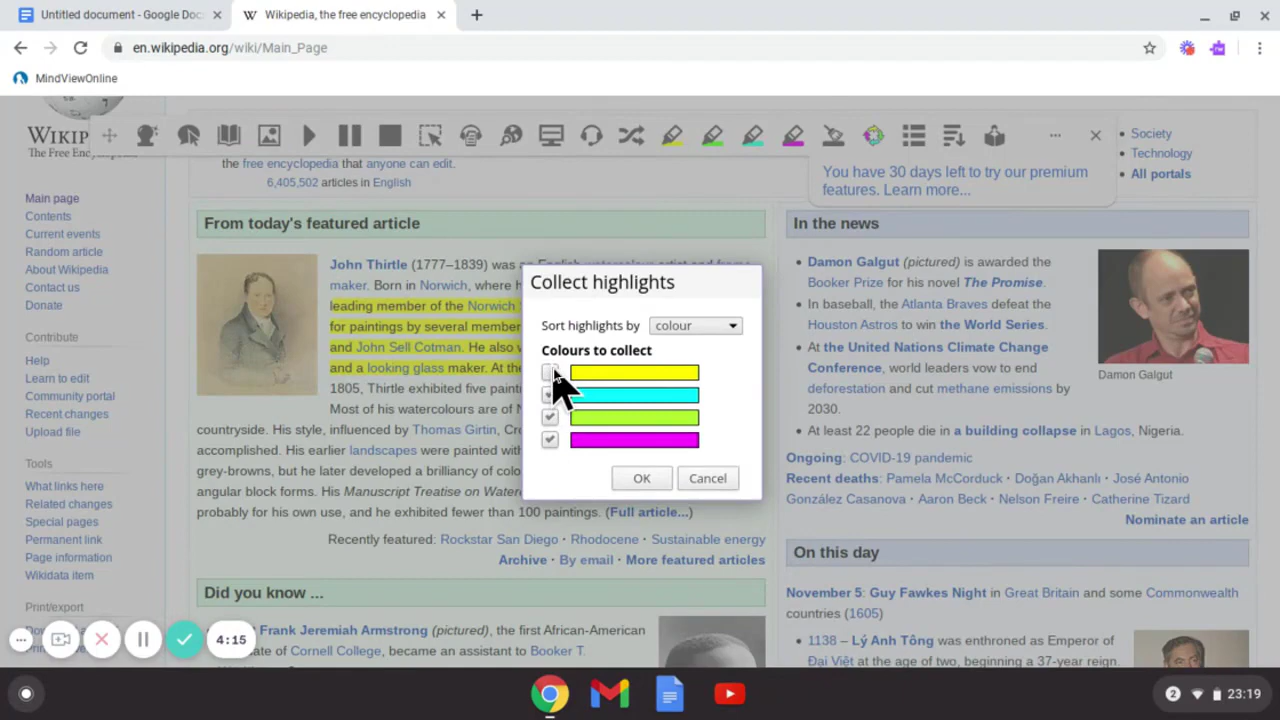 Untitled document - Google Doc
Wikipedia, the free encyclopedia
en.wikipedia.org/wiki/Main_Page
MindViewOnline
WIKIP
The Free
the free encyclopedia that anyone can edit.
6,405,502 articles in English
You have 30 days left to try our premium
features. Learn more...
Society
Technology
All portals
Main page
Contents
Current events
Random article
About Wikipedia
Contact us
Donate
Contribute
Help
Learn to edit
Community portal
Recent changes
Upload file
Tools
What links here
Related changes
Special pages
Permanent link
Page information
Wikidata item
Print/export
From today's featured article
John Thirtle (1777–1839) was
maker. Born in Norwich, where
leading member of the Norwich
for paintings by several member
and John Sell Cotman. He also
and a looking glass maker. At the
1805, Thirtle exhibited five
Most of his watercolours are of
countryside. His style, influenced by Thomas Girtin,
accomplished. His earlier landscapes were painted with
grey-browns, but he later developed a brilliancy of
angular block forms. His Manuscript Treatise on
probably for his own use, and he exhibited fewer than 100 paintings. (Full article...)
Recently featured: Rockstar San Diego · Rhodocene · Sustainable energy
Archive · By email · More featured articles
Did you know ...
Frank Jeremiah Armstrong (pictured), the first African-American
ate of Cornell College, became an assistant to Booker T.
Collect highlights
Sort highlights by colour
Colours to collect
OK Cancel
In the news
Damon Galgut (pictured) is awarded the
Booker Prize for his novel The Promise.
In baseball, the Atlanta Braves defeat the
Houston Astros to win the World Series.
At the United Nations Climate Change
Conference, world leaders vow to end
deforestation and cut methane emissions by
2030.
At least 22 people die in a building collapse in Lagos, Nigeria.
Damon Galgut
Ongoing: COVID-19 pandemic
Recent deaths: Pamela McCorduck · Doğan Akhanlı · José Antonio
González Casanova · Aaron Beck · Nelson Freire · Catherine Tizard
Nominate an article
On this day
November 5: Guy Fawkes Night in Great Britain and some Commonwealth
countries (1605)
1138 – Lý Anh Tông was enthroned as Emperor of
Đại Việt at the age of two, beginning a 37-year reign.
4:15
2
23:19